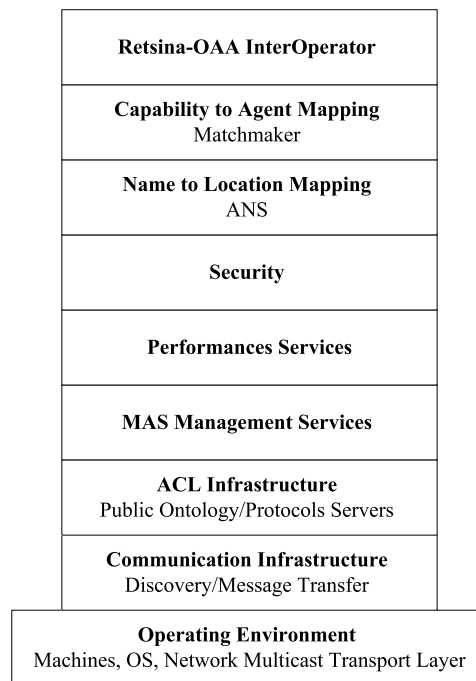 Retsina-OAA InterOperator
Capability to Agent Mapping
Matchmaker
Name to Location Mapping
ANS
Security
Performances Services
MAS Management Services
ACL Infrastructure
Public Ontology/Protocols Servers
Communication Infrastructure
Discovery/Message Transfer
Operating Environment
Machines, OS, Network Multicast Transport Layer